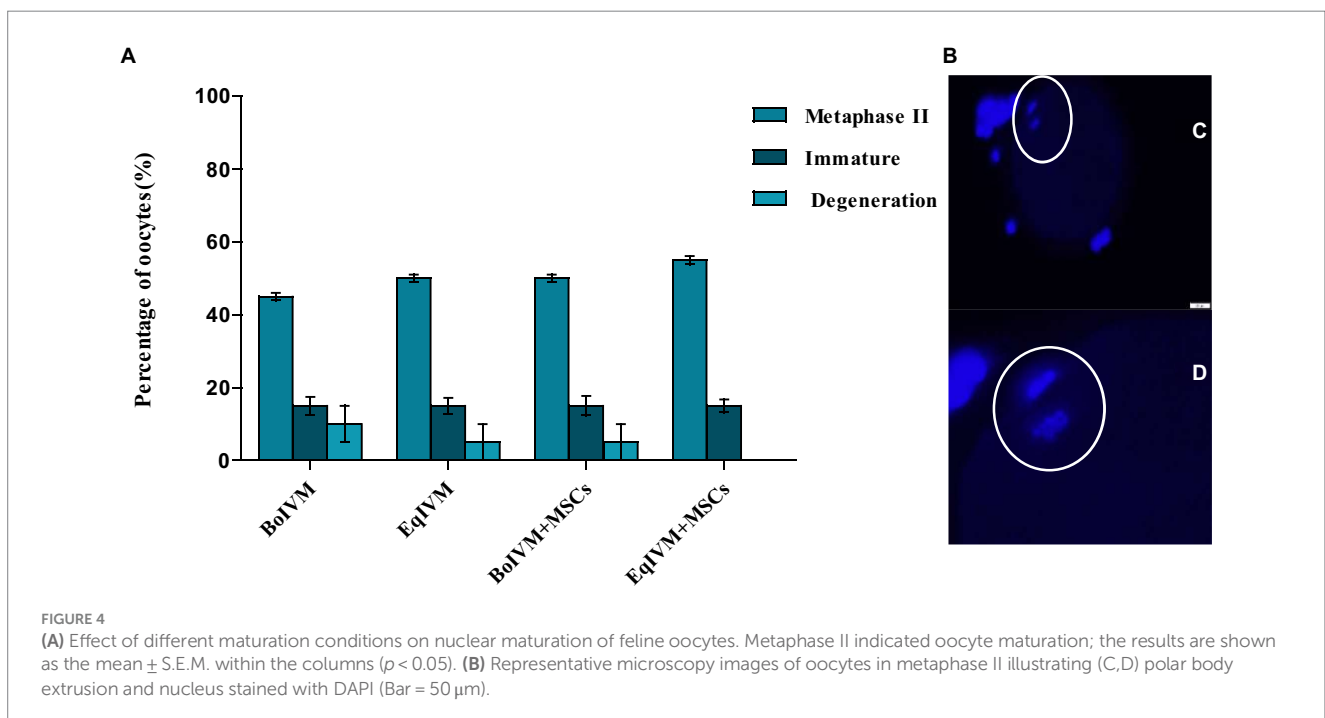 A
B
100
80
60
40
20
0
Percentage of oocytes(%)
Metaphase II
Immature
Degeneration
BoIVM
EqIVM
BoIVM+MSCs
EqIVM+MSCs
C
D
FIGURE 4
(A) Effect of different maturation conditions on nuclear maturation of feline oocytes. Metaphase II indicated oocyte maturation; the results are shown
as the mean ± S.E.M. within the columns (p < 0.05). (B) Representative microscopy images of oocytes in metaphase II illustrating (C,D) polar body
extrusion and nucleus stained with DAPI (Bar = 50 μm).